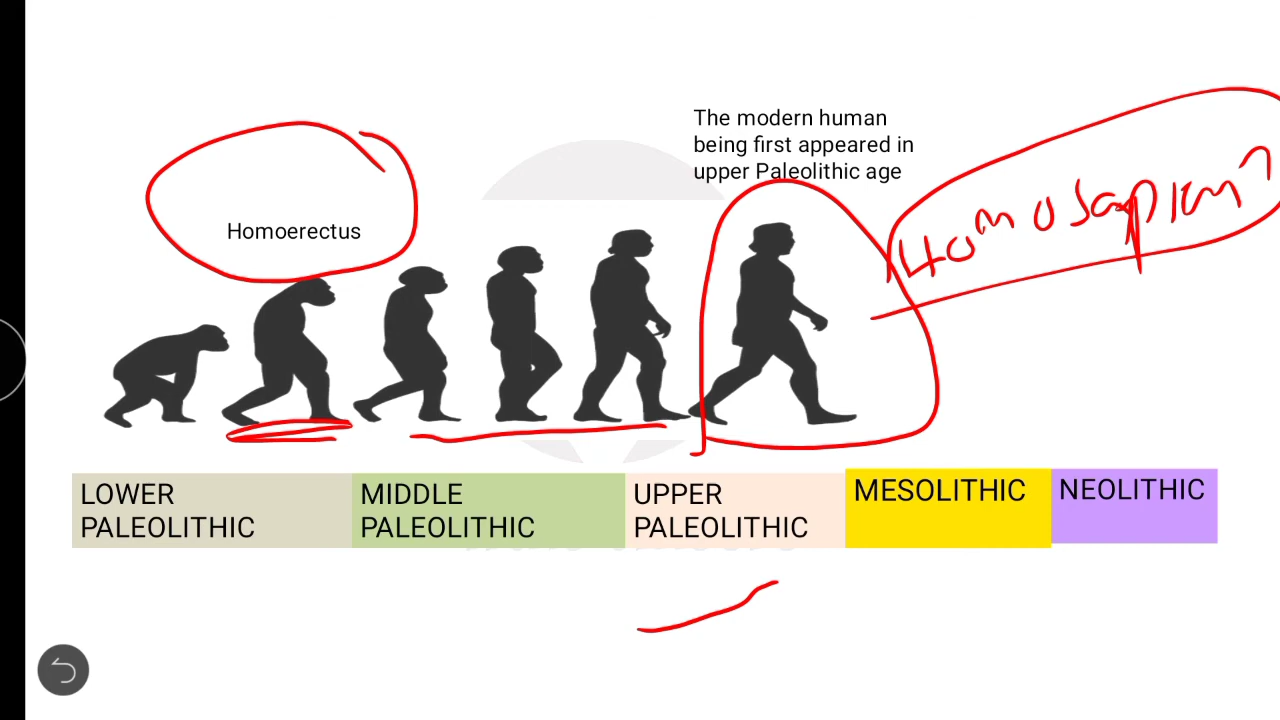 The modern human
being first appeared in
upper Paleolithic age
Homoerectus
LOWER
PALEOLITHIC
MIDDLE
PALEOLITHIC
UPPER
PALEOLITHIC
MESOLITHIC
NEOLITHIC